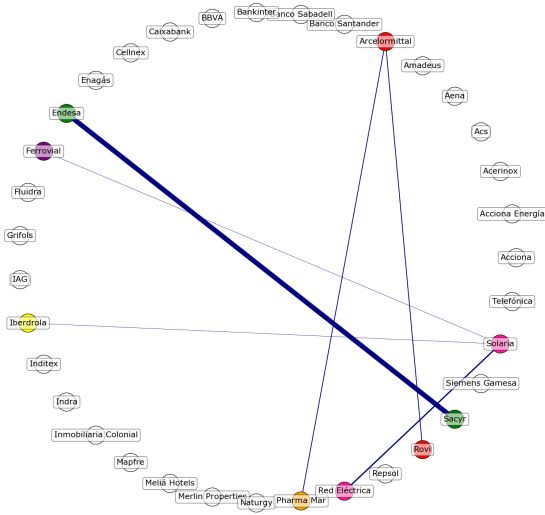 Bankinter
Banco Sabadell
BBVA
Banco Santander
Caixabank
Arcelormittal
Cellnex
Amadeus
Enagás
Aena
Endesa
Acs
Ferrovial
Acerinox
Fluidra
Acciona Energía
Grifols
Acciona
IAG
Telefónica
Iberdrola
Solaria
Inditex
Siemens Gamesa
Indra
Sacyr
Inmobiliaria Colonial
Rovi
Mapfre
Repsol
Meliá Hotels
Red Eléctrica
Merlin Properties
Pharma Mar
Naturgy